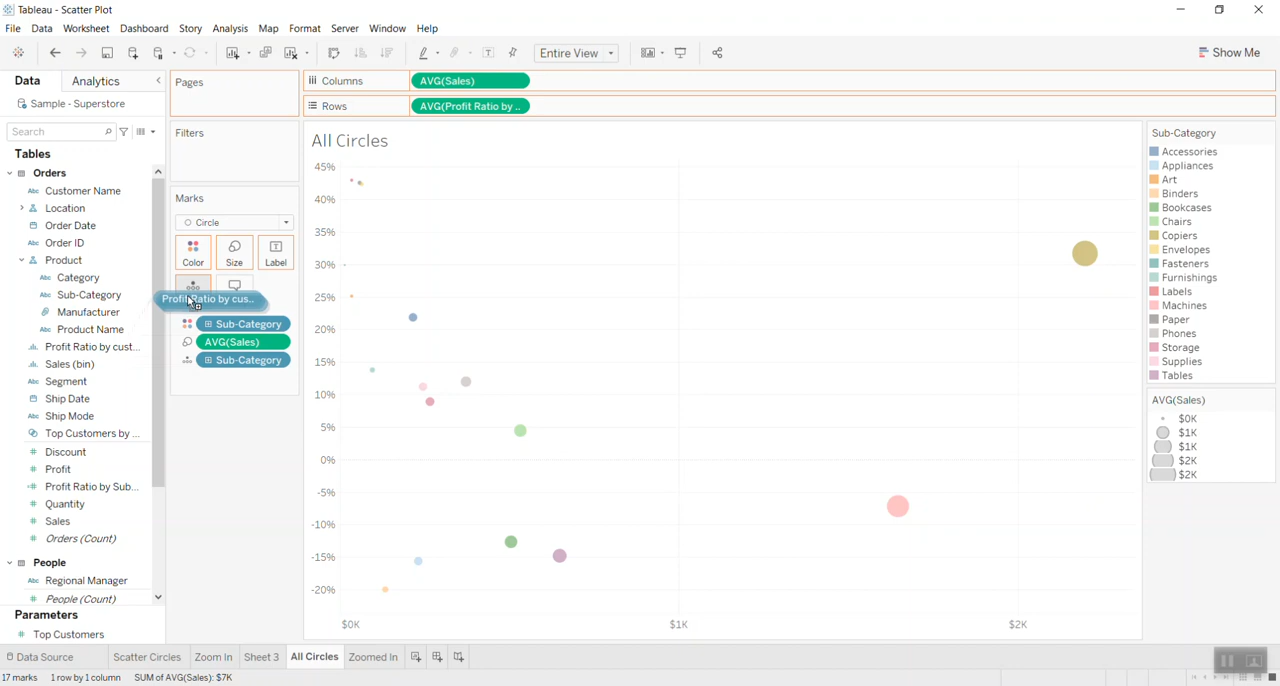 Tableau - Scatter Plot
File Data Worksheet Dashboard Story Analysis Map Format Server Window Help
Entire View
Show Me
Data Analytics
Sample - Superstore
Search
Tables
Orders
Abc Customer Name
Location
Order Date
Abc Order ID
Product
Abc Category
Abc Sub-Category
Manufacturer
Abc Product Name
Profit Ratio by cust...
Sales (bin)
Abc Segment
Ship Date
Abc Ship Mode
Top Customers by ...
# Discount
# Profit
Profit Ratio by Sub...
# Quantity
# Sales
# Orders (Count)
People
Abc Regional Manager
# People (Count)
Parameters
# Top Customers
Pages
Filters
Marks
Circle
Color Size Label
Profit Ratio by cus..
Sub-Category
AVG(Sales)
Sub-Category
Columns AVG(Sales)
Rows AVG(Profit Ratio by ..
All Circles
45%
40%
35%
30%
25%
20%
15%
10%
5%
0%
-5%
-10%
-15%
-20%
$0K $1K $2K
Sub-Category
Accessories
Appliances
Art
Binders
Bookcases
Chairs
Copiers
Envelopes
Fasteners
Furnishings
Labels
Machines
Paper
Phones
Storage
Supplies
Tables
AVG(Sales)
$0K
$1K
$1K
$2K
$2K
Data Source Scatter Circles Zoom In Sheet 3 All Circles Zoomed In
17 marks 1 row by 1 column SUM of AVG(Sales): $7K